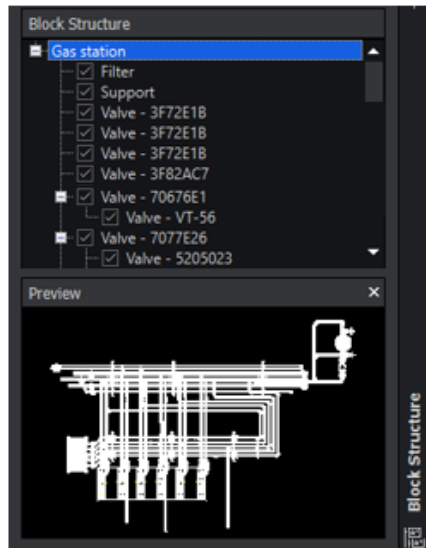 Block Structure
Gas station
Filter
Support
Valve - 3F72E1B
Valve - 3F72E1B
Valve - 3F72E1B
Valve - 3F82AC7
Valve - 70676E1
Valve - VT-56
Valve - 7077E26
Valve - 5205023
Preview
Block Structure